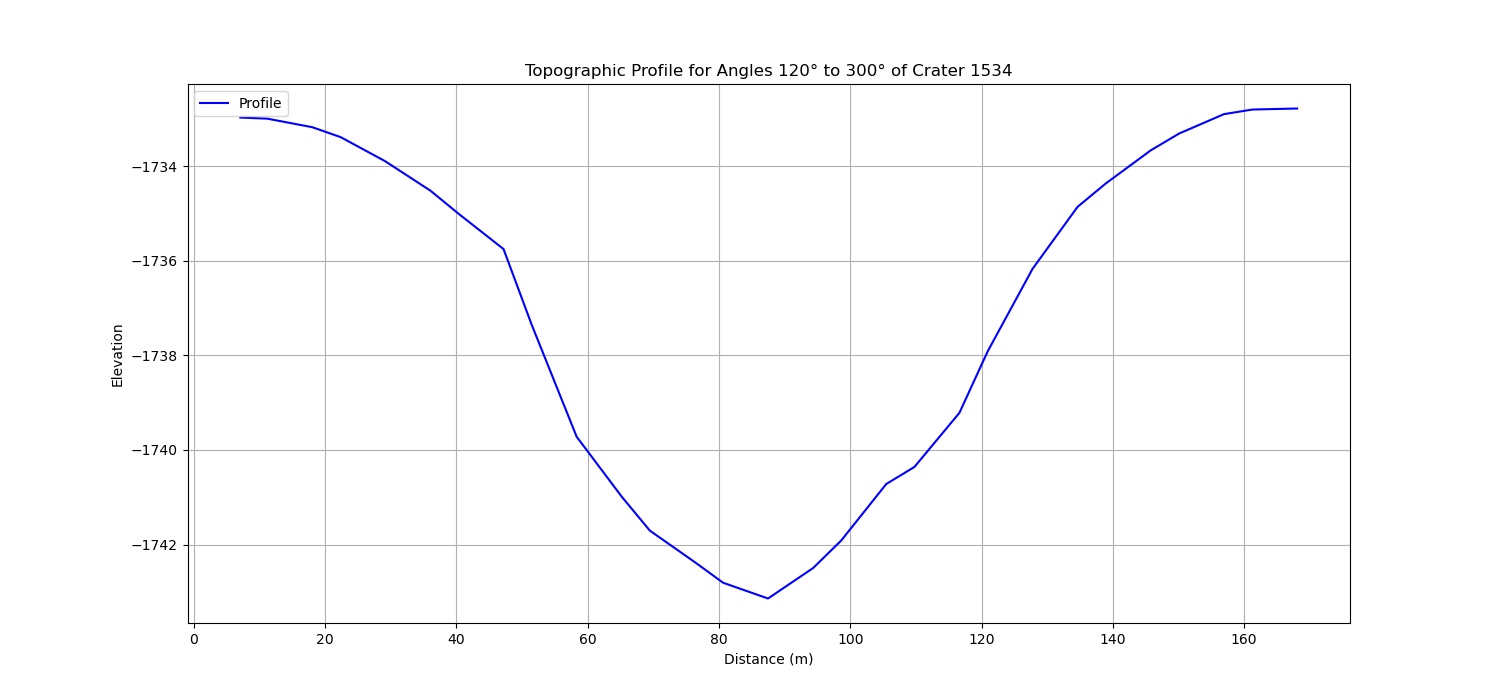 Topographic Profile for Angles 120° to 300° of Crater 1534
Profile
−1734
−1736
−1738
−1740
−1742
Elevation
0 20 40 60 80 100 120 140 160
Distance (m)